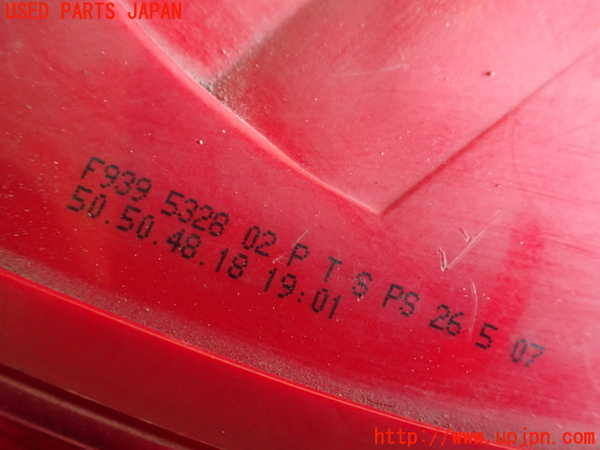 USED PARTS JAPAN
F939 5328 02 P T S PS 26 5 07
50.50.48.18 19:01
http://www.upjpn.com